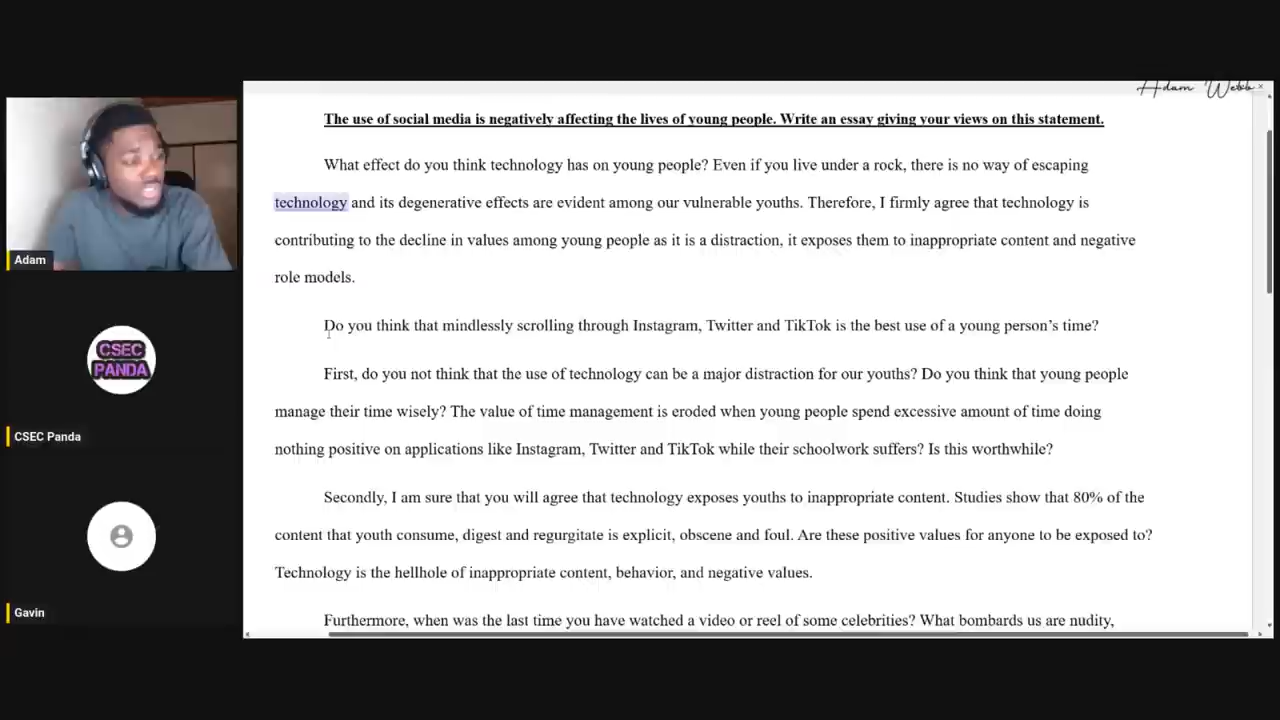 Adam Webb
The use of social media is negatively affecting the lives of young people. Write an essay giving your views on this statement.
What effect do you think technology has on young people? Even if you live under a rock, there is no way of escaping
technology and its degenerative effects are evident among our vulnerable youths. Therefore, I firmly agree that technology is
contributing to the decline in values among young people as it is a distraction, it exposes them to inappropriate content and negative
role models.
Do you think that mindlessly scrolling through Instagram, Twitter and TikTok is the best use of a young person's time?
First, do you not think that the use of technology can be a major distraction for our youths? Do you think that young people
manage their time wisely? The value of time management is eroded when young people spend excessive amount of time doing
nothing positive on applications like Instagram, Twitter and TikTok while their schoolwork suffers? Is this worthwhile?
Secondly, I am sure that you will agree that technology exposes youths to inappropriate content. Studies show that 80% of the
content that youth consume, digest and regurgitate is explicit, obscene and foul. Are these positive values for anyone to be exposed to?
Technology is the hellhole of inappropriate content, behavior, and negative values.
Furthermore, when was the last time you have watched a video or reel of some celebrities? What bombards us are nudity,
Adam
CSEC
PANDA
CSEC Panda
Gavin